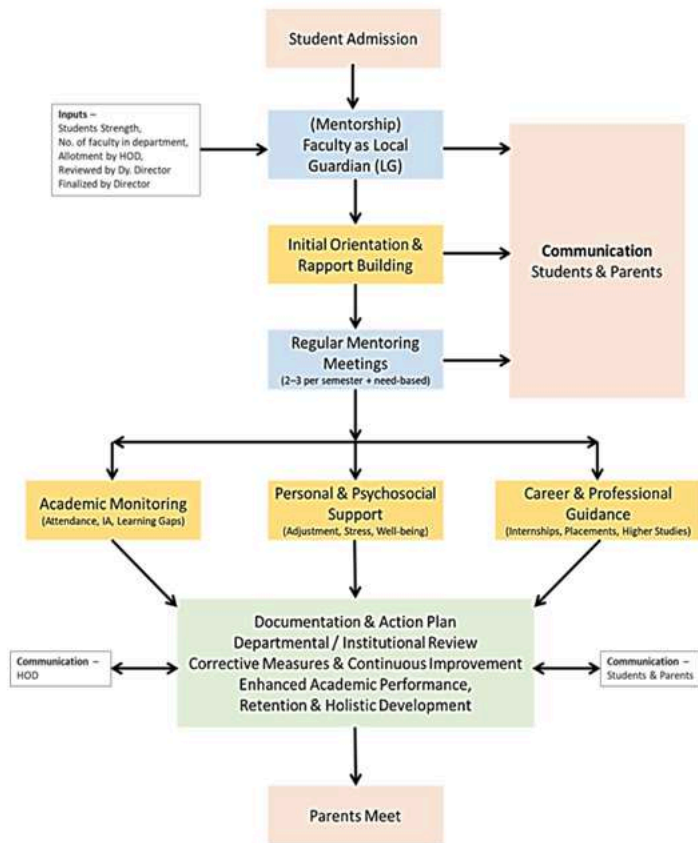 Student Admission
Inputs –
Students Strength,
No. of faculty in department,
Allotment by HOD,
Reviewed by Dy. Director
Finalized by Director
(Mentorship)
Faculty as Local
Guardian (LG)
Initial Orientation &
Rapport Building
Communication
Students & Parents
Regular Mentoring
Meetings
(2–3 per semester + need-based)
Academic Monitoring
(Attendance, IA, Learning Gaps)
Personal & Psychosocial
Support
(Adjustment, Stress, Well-being)
Career & Professional
Guidance
(Internships, Placements, Higher Studies)
Documentation & Action Plan
Departmental / Institutional Review
Corrective Measures & Continuous Improvement
Enhanced Academic Performance,
Retention & Holistic Development
Communication –
HOD
Communication –
Students & Parents
Parents Meet